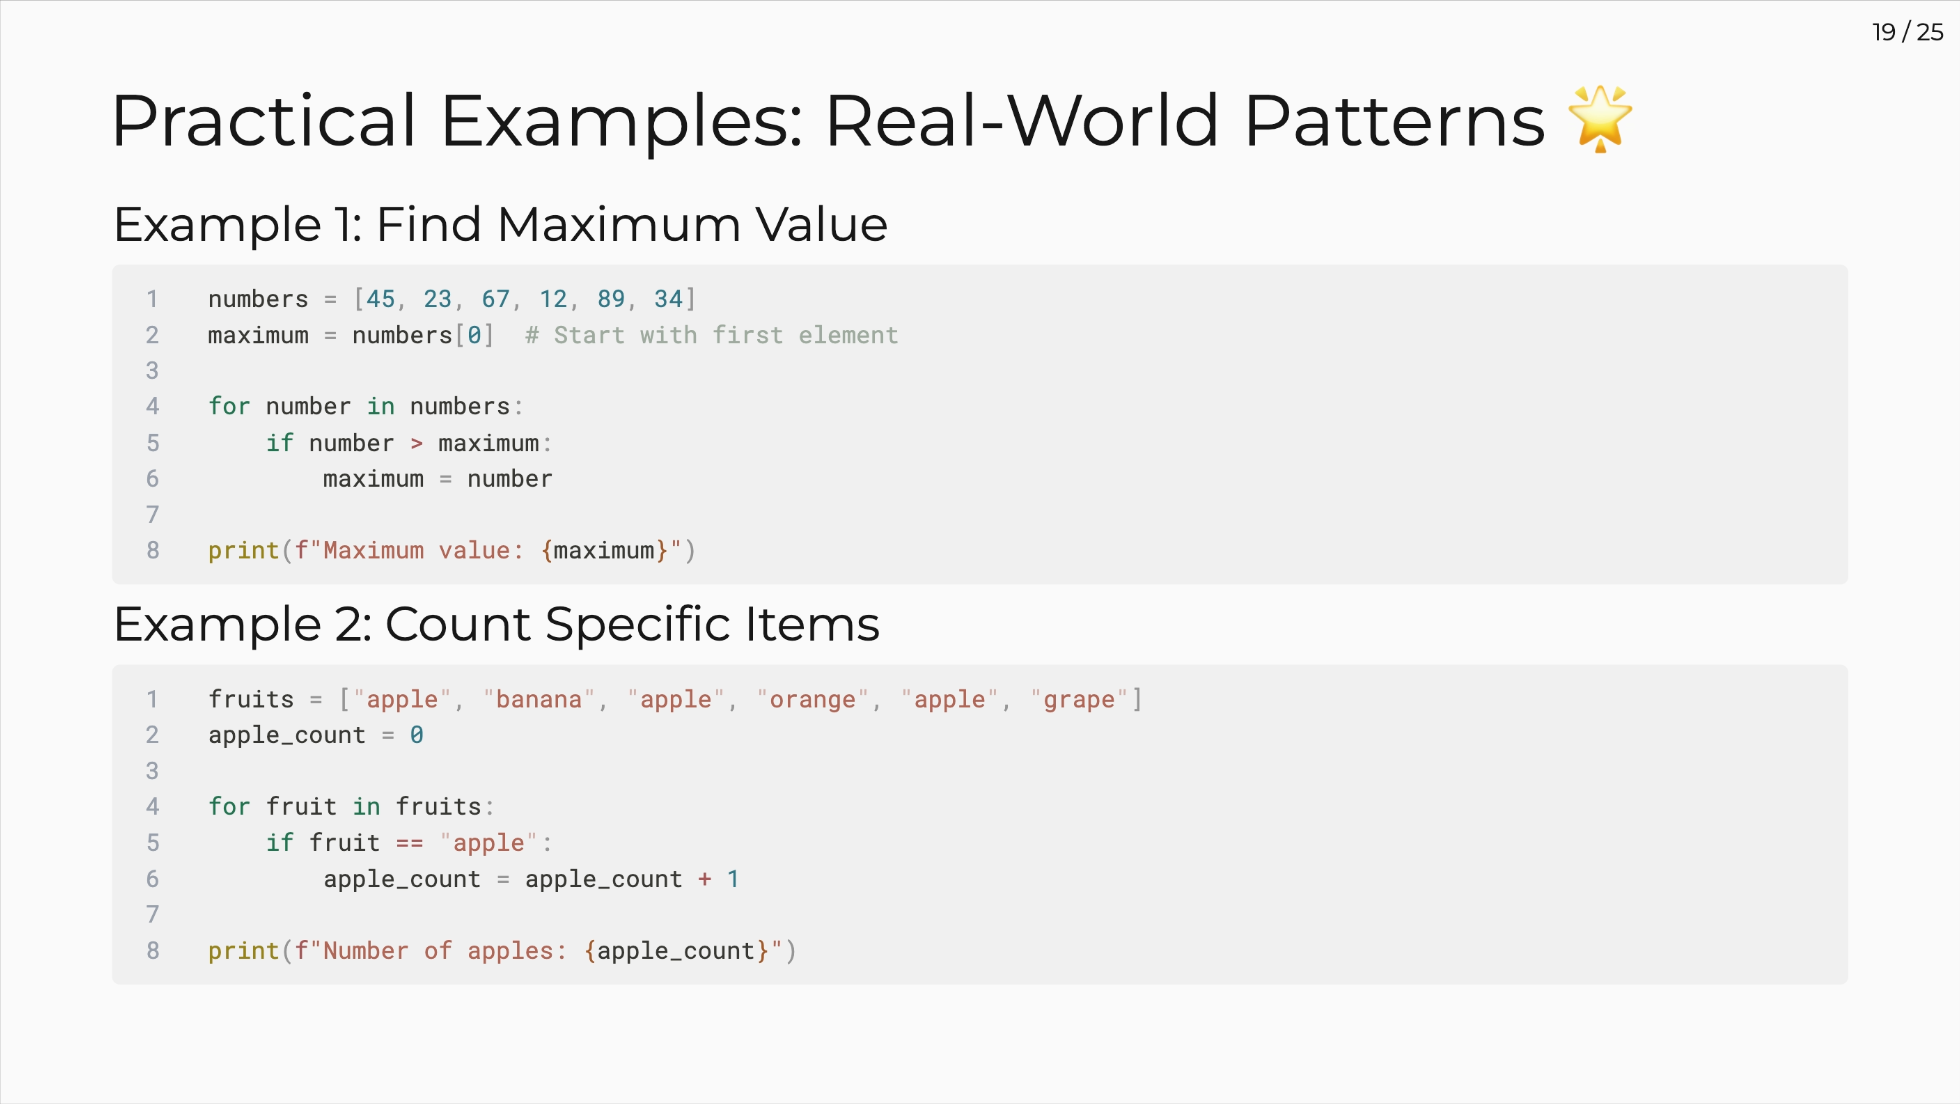 19 / 25
Practical Examples: Real-World Patterns 🌟
Example 1: Find Maximum Value
1 numbers = [45, 23, 67, 12, 89, 34]
2 maximum = numbers[0]  # Start with first element
3
4 for number in numbers:
5     if number > maximum:
6         maximum = number
7
8 print(f"Maximum value: {maximum}")
Example 2: Count Specific Items
1 fruits = ["apple", "banana", "apple", "orange", "apple", "grape"]
2 apple_count = 0
3
4 for fruit in fruits:
5     if fruit == "apple":
6         apple_count = apple_count + 1
7
8 print(f"Number of apples: {apple_count}")